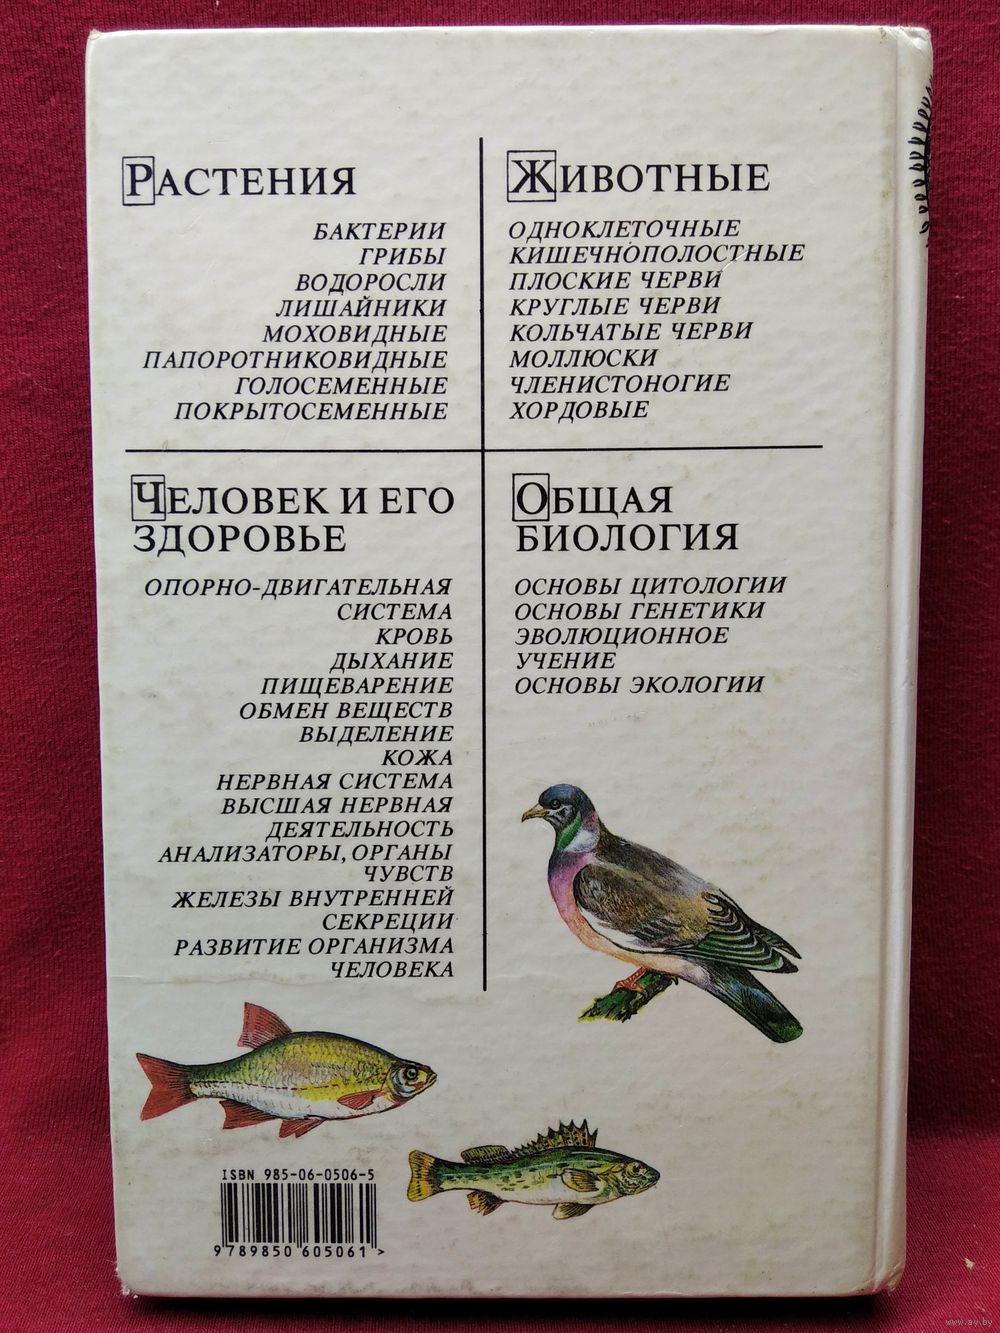 РАСТЕНИЯ
БАКТЕРИИ
ГРИБЫ
ВОДОРОСЛИ
ЛИШАЙНИКИ
МОХОВИДНЫЕ
ПАПОРОТНИКОВИДНЫЕ
ГОЛОСЕМЕННЫЕ
ПОКРЫТОСЕМЕННЫЕ
ЖИВОТНЫЕ
ОДНОКЛЕТОЧНЫЕ
КИШЕЧНОПОЛОСТНЫЕ
ПЛОСКИЕ ЧЕРВИ
КРУГЛЫЕ ЧЕРВИ
КОЛЬЧАТЫЕ ЧЕРВИ
МОЛЛЮСКИ
ЧЛЕНИСТОНОГИЕ
ХОРДОВЫЕ
ЧЕЛОВЕК И ЕГО
ЗДОРОВЬЕ
ОПОРНО-ДВИГАТЕЛЬНАЯ
СИСТЕМА
КРОВЬ
ДЫХАНИЕ
ПИЩЕВАРЕНИЕ
ОБМЕН ВЕЩЕСТВ
ВЫДЕЛЕНИЕ
КОЖА
НЕРВНАЯ СИСТЕМА
ВЫСШАЯ НЕРВНАЯ
ДЕЯТЕЛЬНОСТЬ
АНАЛИЗАТОРЫ, ОРГАНЫ
ЧУВСТВ
ЖЕЛЕЗЫ ВНУТРЕННЕЙ
СЕКРЕЦИИ
РАЗВИТИЕ ОРГАНИЗМА
ЧЕЛОВЕКА
ОБЩАЯ
БИОЛОГИЯ
ОСНОВЫ ЦИТОЛОГИИ
ОСНОВЫ ГЕНЕТИКИ
ЭВОЛЮЦИОННОЕ
УЧЕНИЕ
ОСНОВЫ ЭКОЛОГИИ
ISBN 985-06-0506-5
9789850 605061 >
www.ay.by